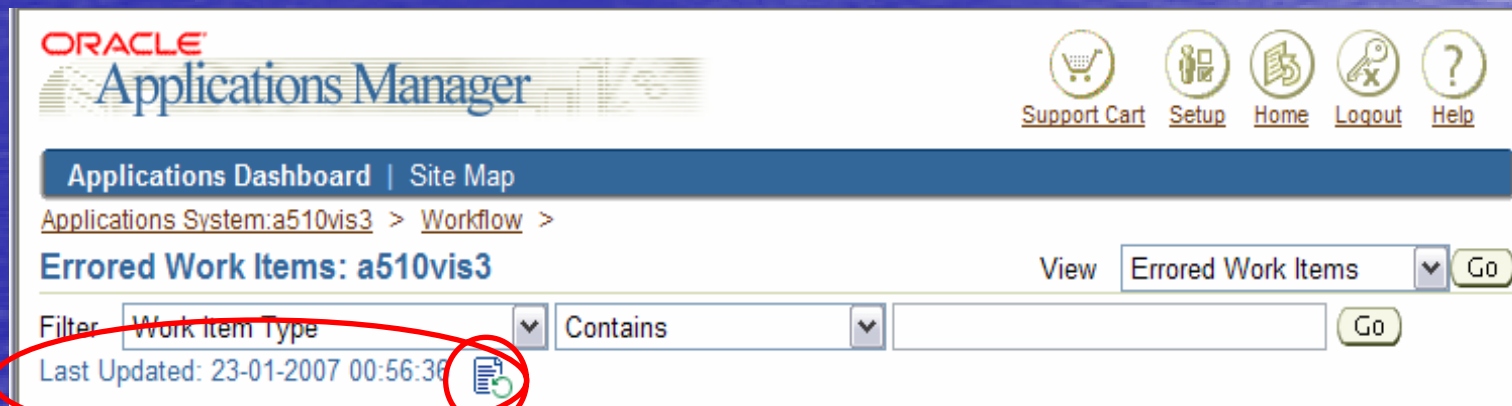 ORACLE
Applications Manager
Support Cart Setup Home Logout Help
Applications Dashboard | Site Map
Applications System:a510vis3 > Workflow >
Errored Work Items: a510vis3 View Errored Work Items Go
Filter Work Item Type Contains Go
Last Updated: 23-01-2007 00:56:36